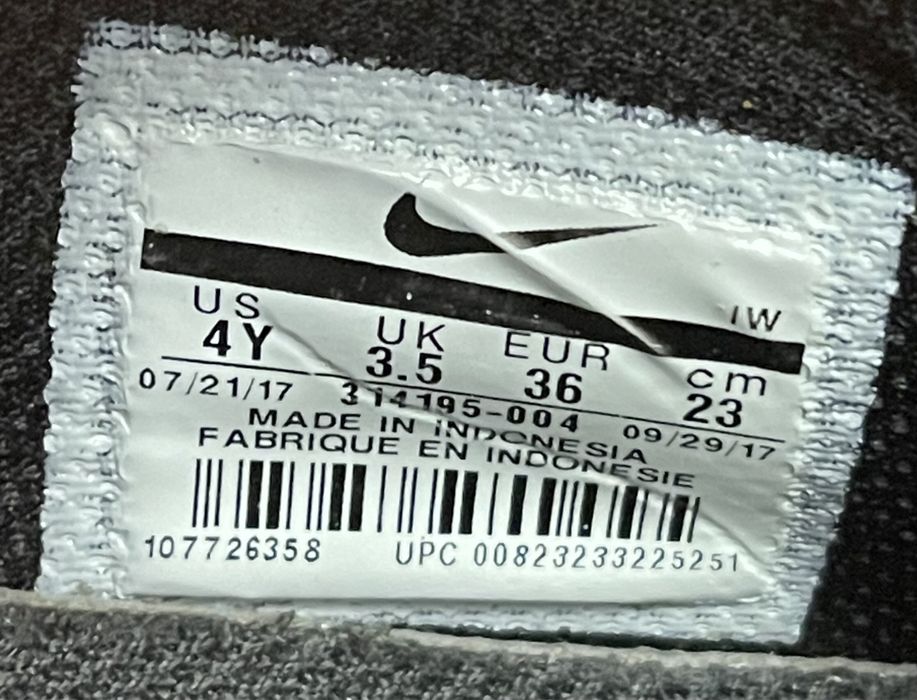 IW
US UK EUR cm
4Y 3.5 36 23
07/21/17 314195-004 09/29/17
MADE IN INDONESIA
FABRIQUE EN INDONESIE
107726358 UPC 00823233225251